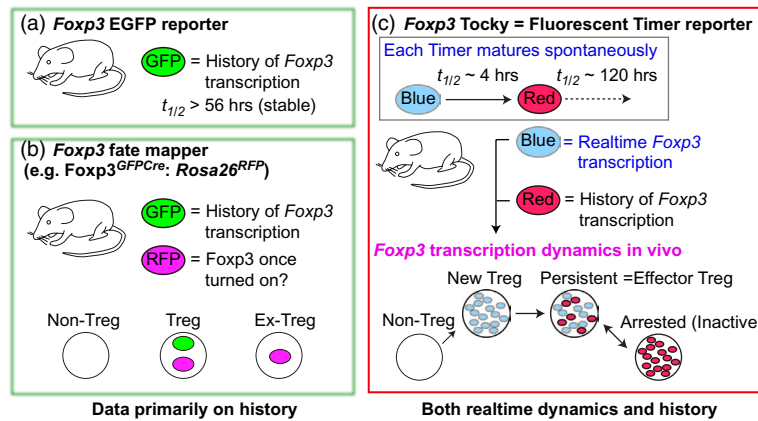 (a) Foxp3 EGFP reporter
GFP = History of Foxp3
transcription
t1/2 > 56 hrs (stable)
(b) Foxp3 fate mapper
(e.g. Foxp3GFPCre: Rosa26RFP)
GFP = History of Foxp3
transcription
RFP = Foxp3 once
turned on?
Non-Treg Treg Ex-Treg
Data primarily on history
(c) Foxp3 Tocky = Fluorescent Timer reporter
Each Timer matures spontaneously
t1/2 ~ 4 hrs t1/2 ~ 120 hrs
Blue Red
Blue = Realtime Foxp3
transcription
Red = History of Foxp3
transcription
Foxp3 transcription dynamics in vivo
New Treg Persistent =Effector Treg
Non-Treg
Arrested (Inactive
Both realtime dynamics and history